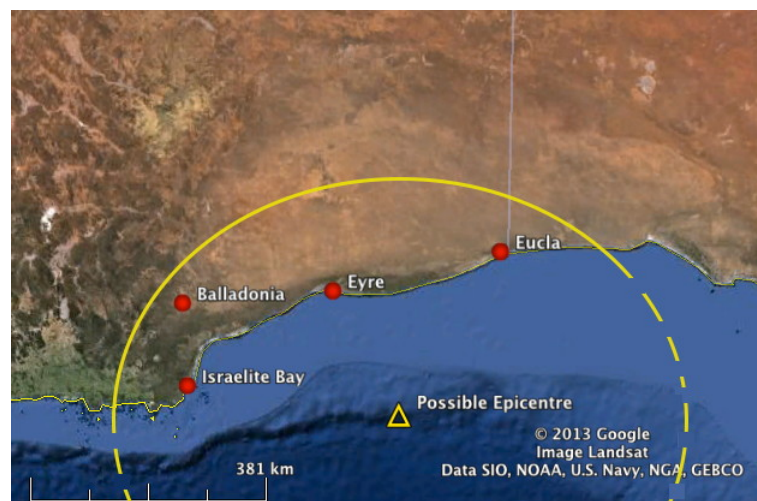 Eucla
Eyre
Balladonia
Israelite Bay
Possible Epicentre
© 2013 Google
Image Landsat
381 km
Data SIO, NOAA, U.S. Navy, NGA, GEBCO